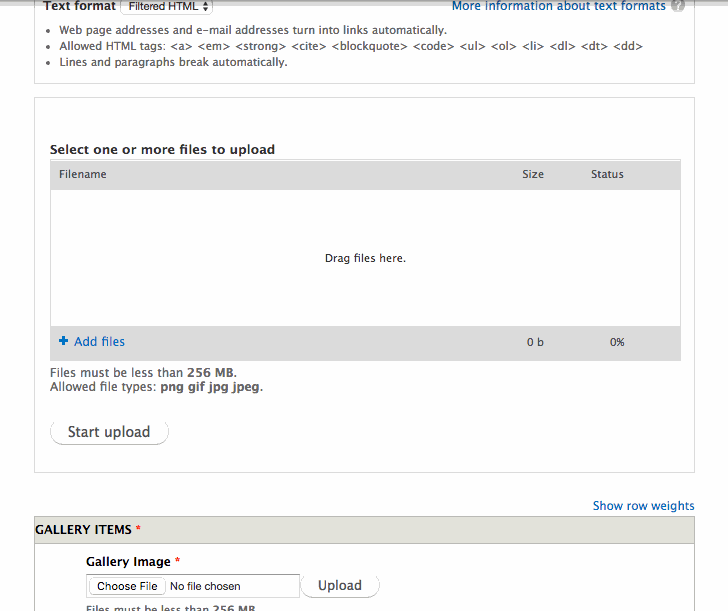 Text format Filtered HTML More information about text formats ?
Web page addresses and e-mail addresses turn into links automatically.
Allowed HTML tags: <a> <em> <strong> <cite> <blockquote> <code> <ul> <ol> <li> <dl> <dt> <dd>
Lines and paragraphs break automatically.
Select one or more files to upload
Filename Size Status
Drag files here.
Add files 0 b 0%
Files must be less than 256 MB.
Allowed file types: png gif jpg jpeg.
Start upload
Show row weights
GALLERY ITEMS *
Gallery Image *
Choose File No file chosen Upload
Files must be less than 256 MB.